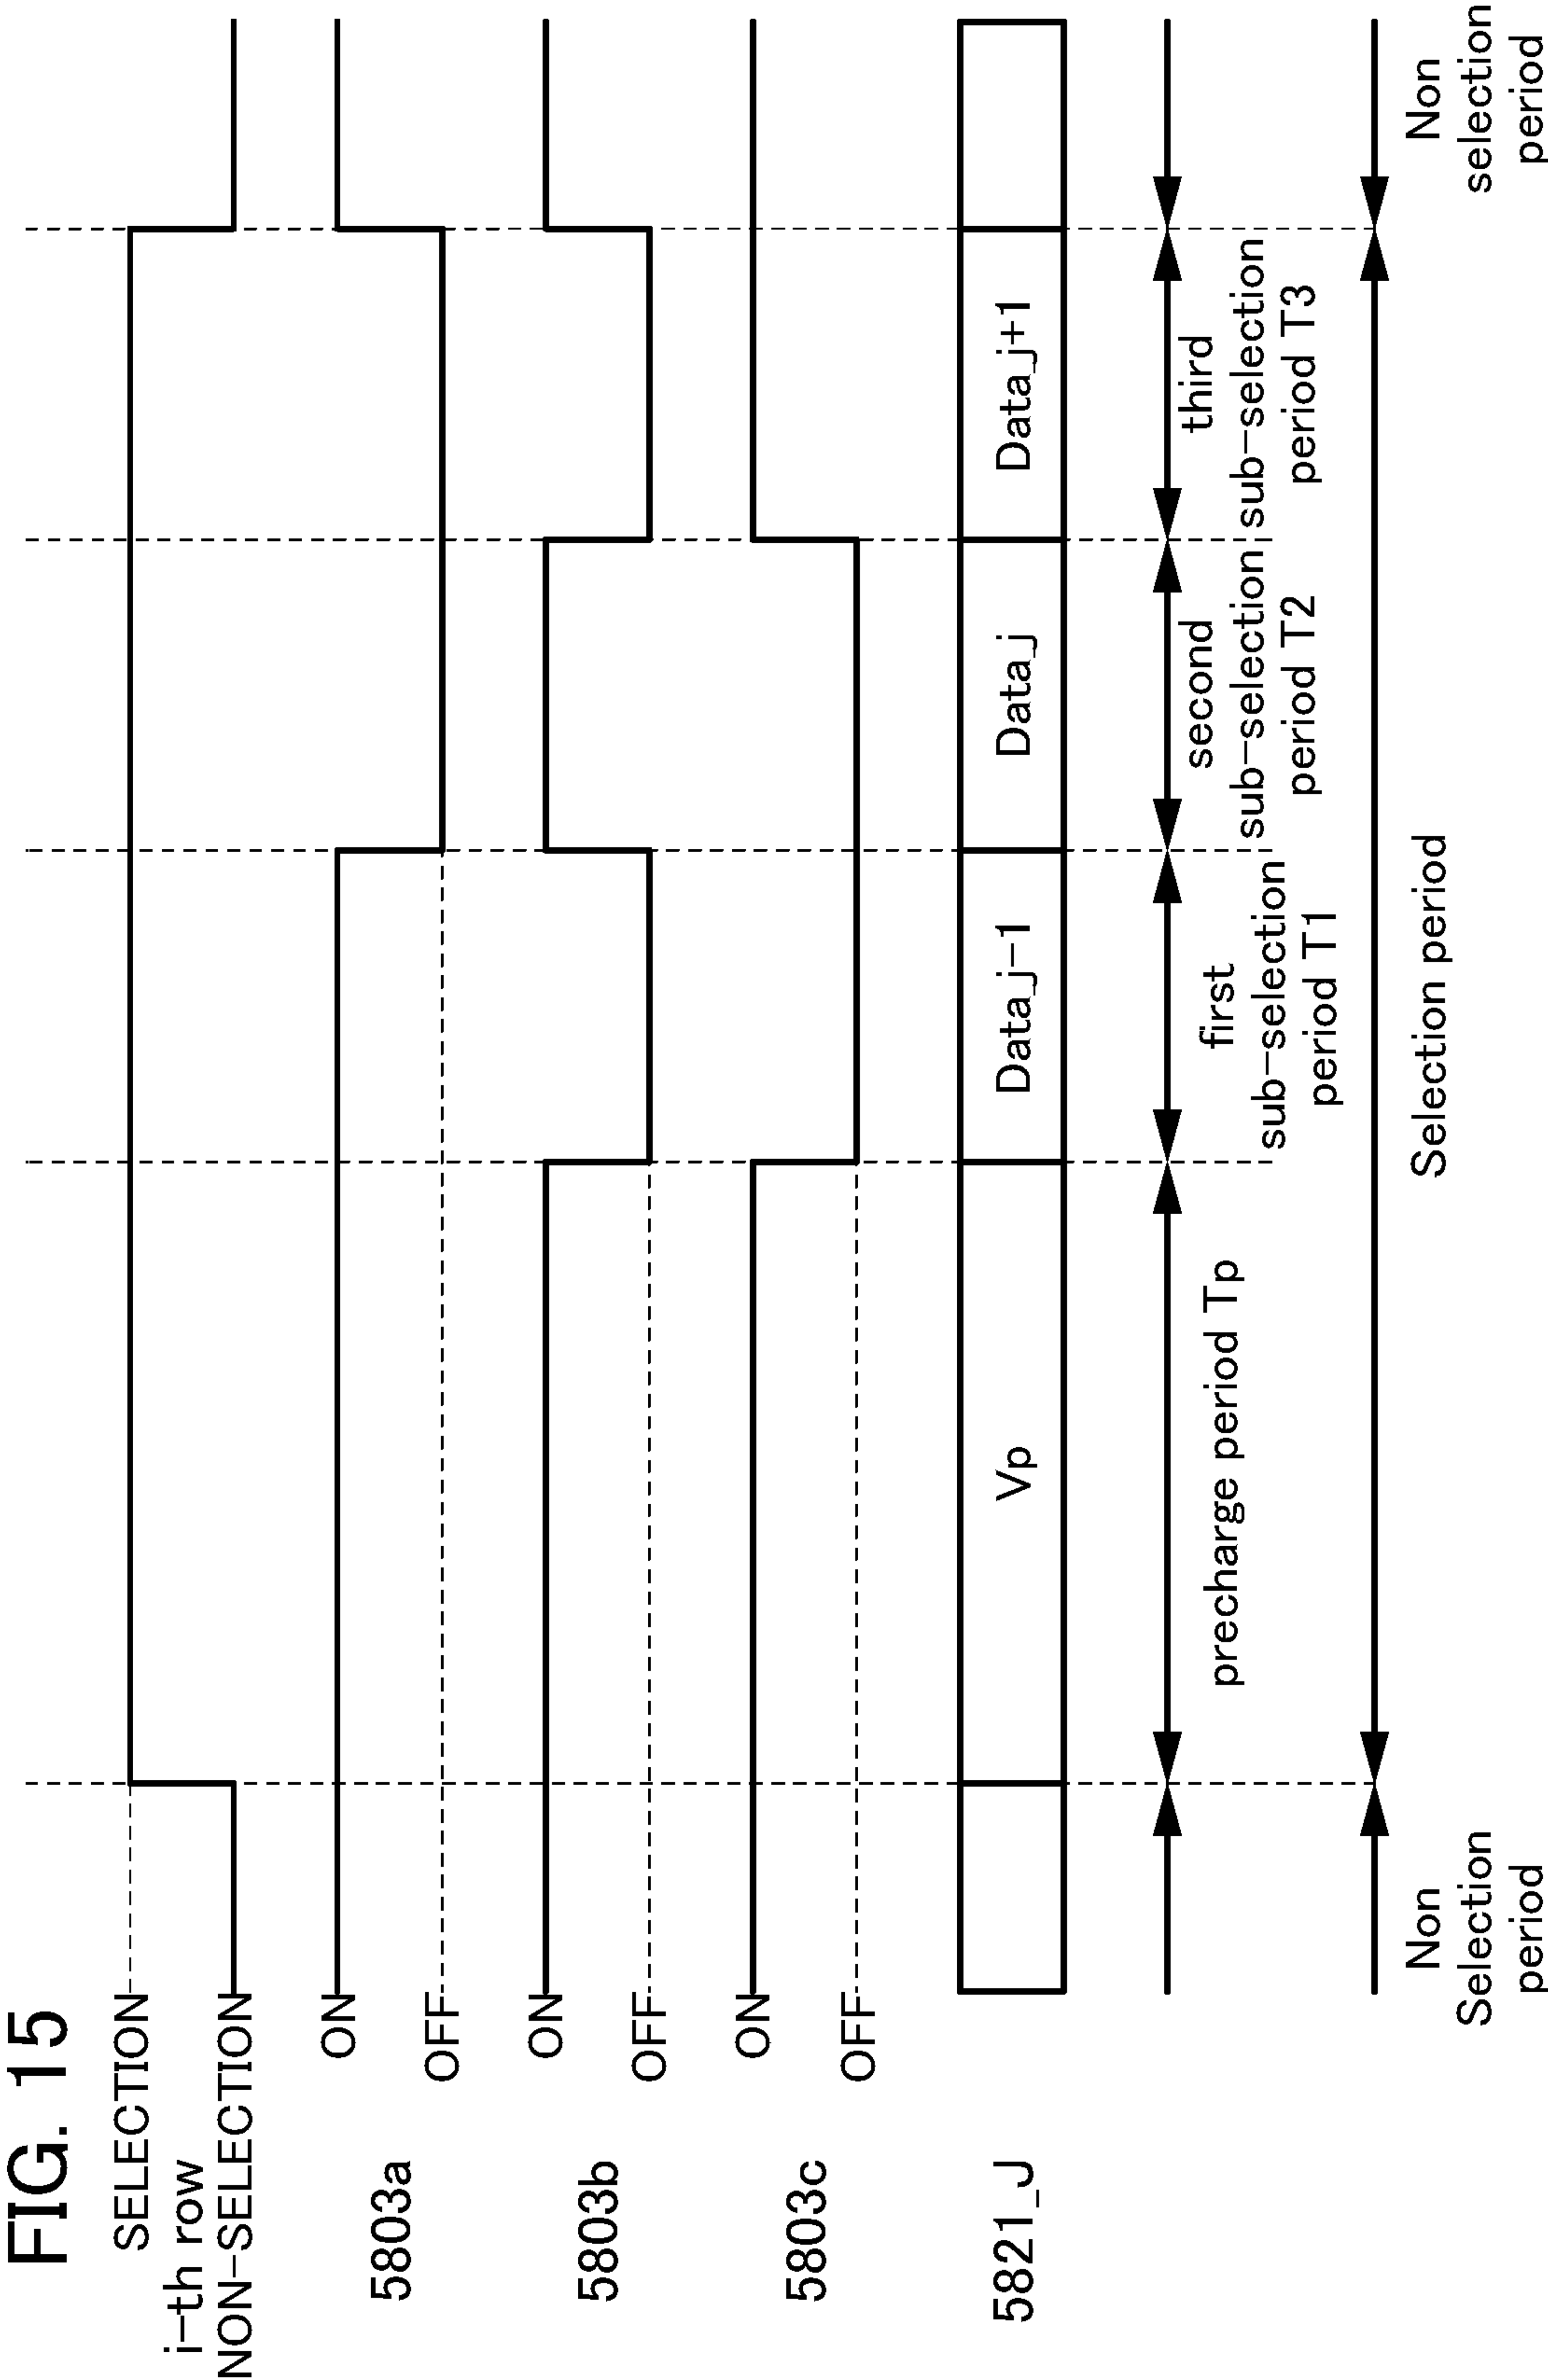 FIG. 15
SELECTION
i-th row
NON-SELECTION
ON
5803a
OFF
ON
5803b
OFF
ON
5803c
OFF
5821_J
Vp
Data_j-1
Data_j
Data_j+1
precharge period Tp
first
sub-selection
period T1
second
sub-selection
period T2
third
sub-selection
period T3
Non
Selection
period
Selection period
Non
selection
period